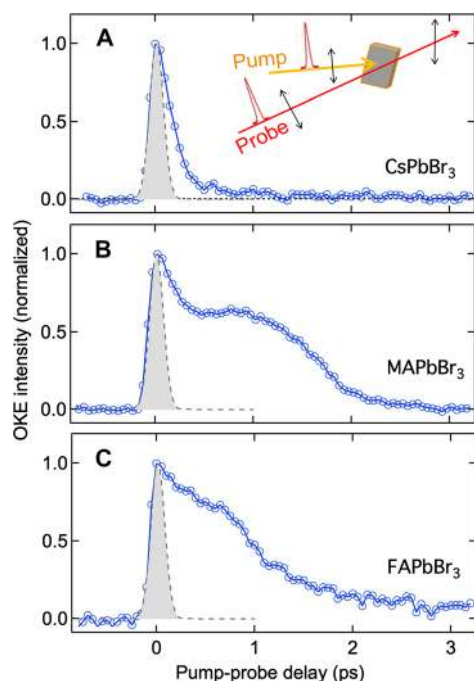 A
1.0
0.5
0.0
Pump
Probe
CsPbBr3
B
1.0
0.5
0.0
MAPbBr3
C
1.0
0.5
0.0
FAPbBr3
0
1
2
3
OKE intensity (normalized)
Pump-probe delay (ps)